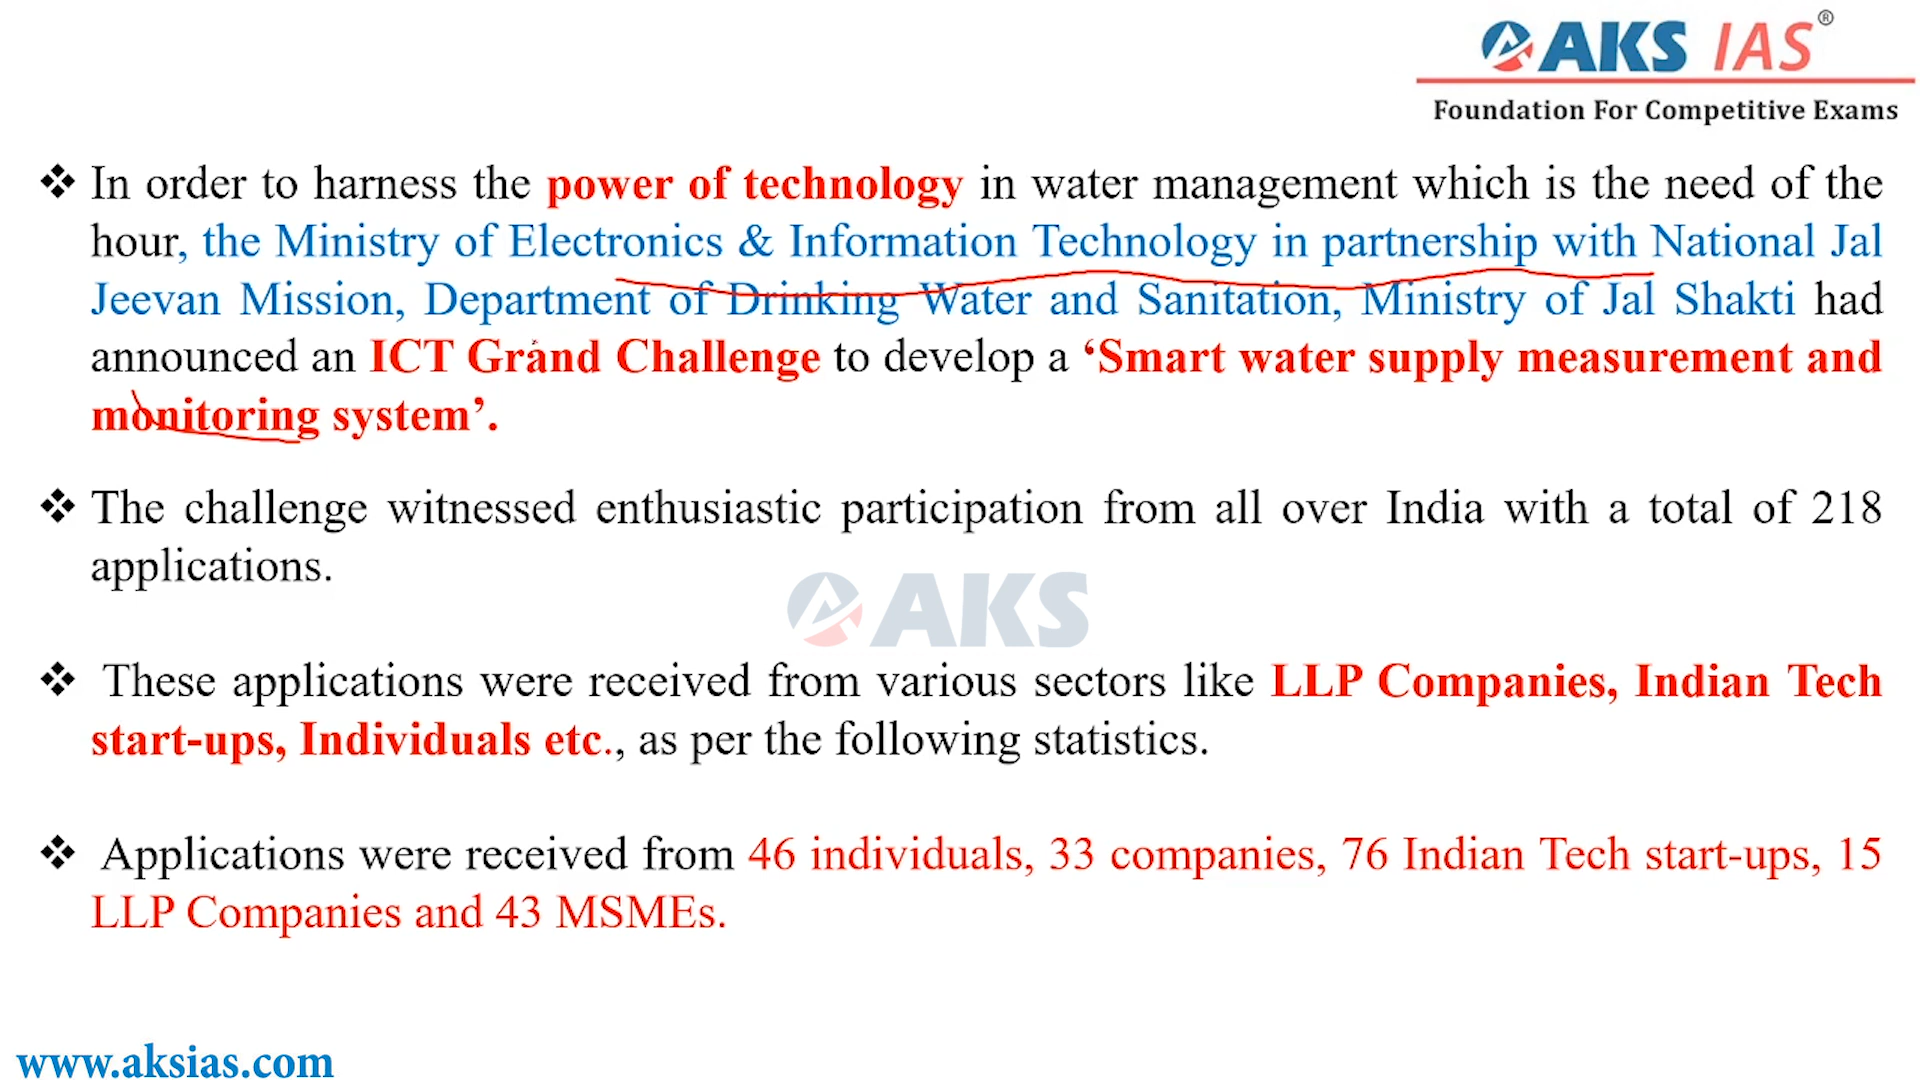 AKS IAS®
Foundation For Competitive Exams
❖ In order to harness the power of technology in water management which is the need of the
hour, the Ministry of Electronics & Information Technology in partnership with National Jal
Jeevan Mission, Department of Drinking Water and Sanitation, Ministry of Jal Shakti had
announced an ICT Grand Challenge to develop a ‘Smart water supply measurement and
monitoring system’.
❖ The challenge witnessed enthusiastic participation from all over India with a total of 218
applications.
AKS
❖ These applications were received from various sectors like LLP Companies, Indian Tech
start-ups, Individuals etc., as per the following statistics.
❖ Applications were received from 46 individuals, 33 companies, 76 Indian Tech start-ups, 15
LLP Companies and 43 MSMEs.
www.aksias.com